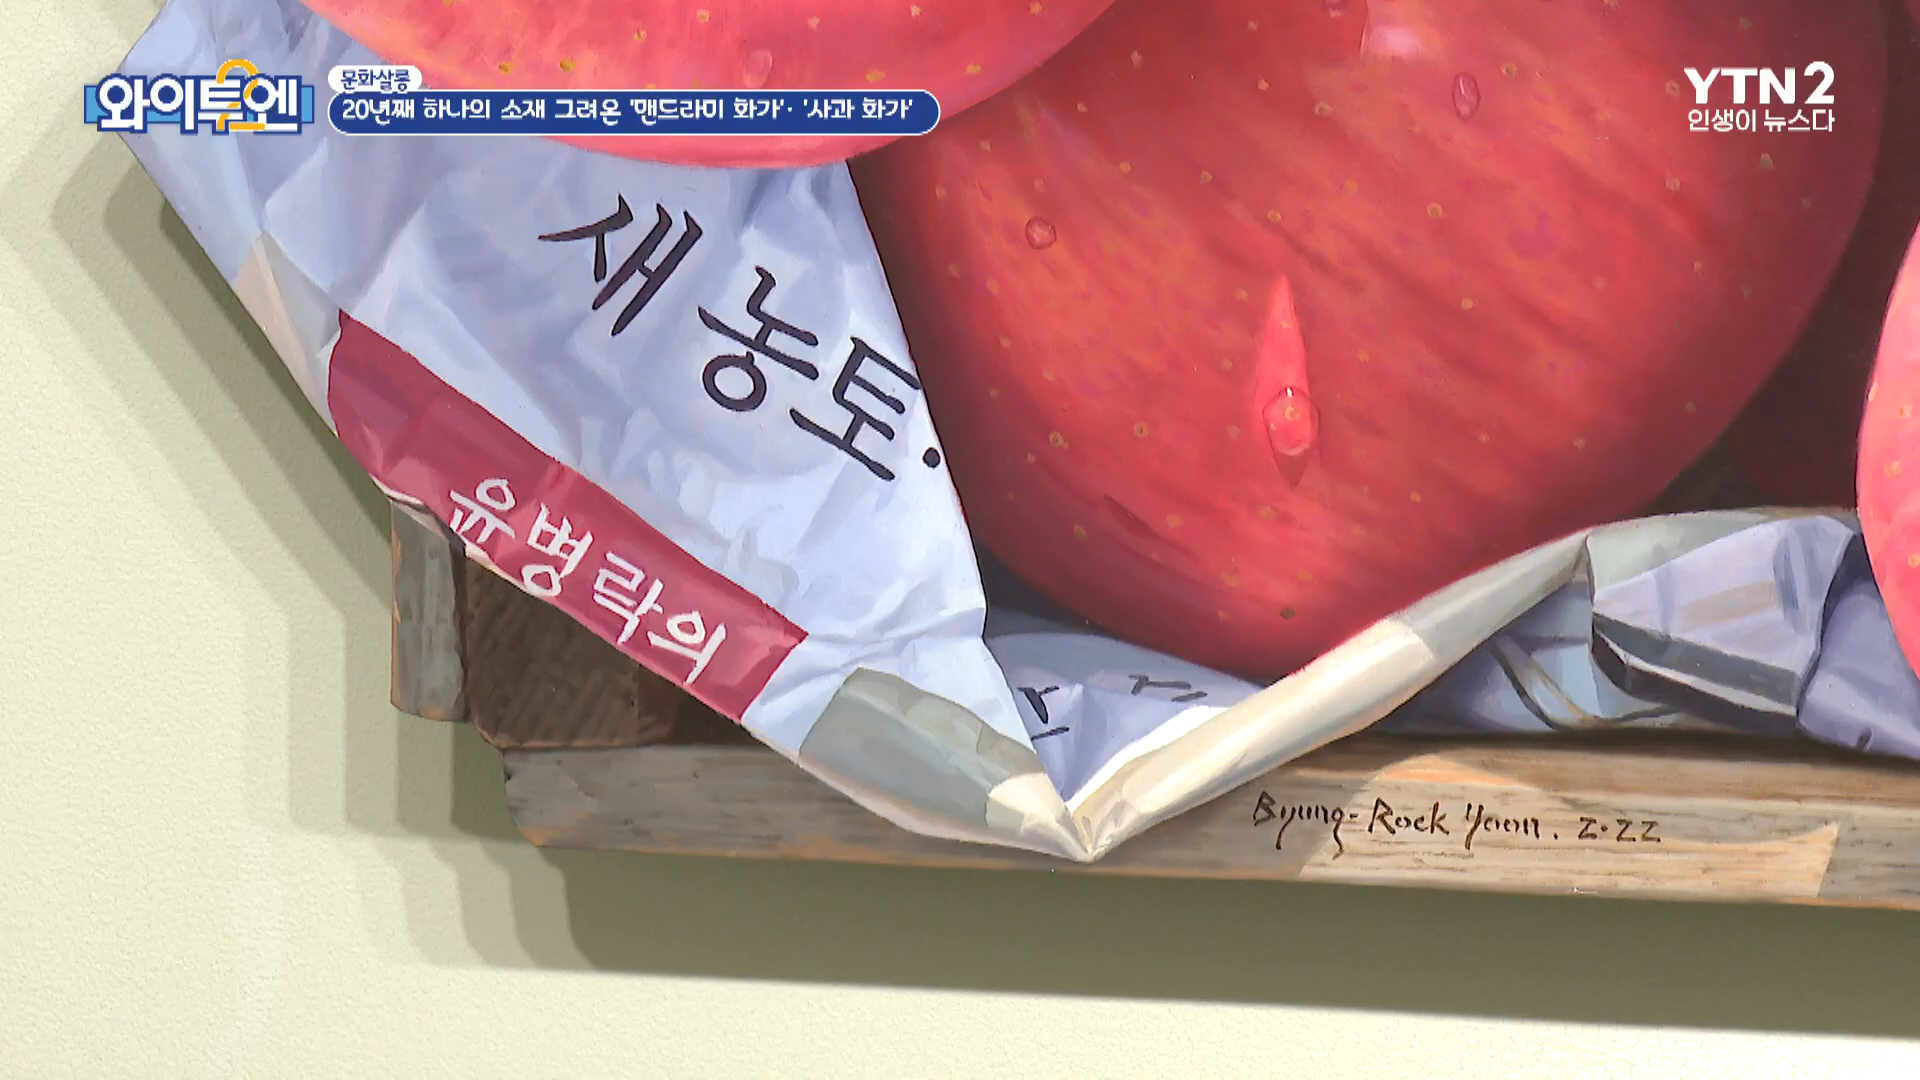 와이투엔
문화살롱
20년째 하나의 소재 그려온 '맨드라미 화가'· '사과 화가'
YTN2
인생이 뉴스다
새 농토.
윤병락의
Byung-Rock Yoon. 2.22